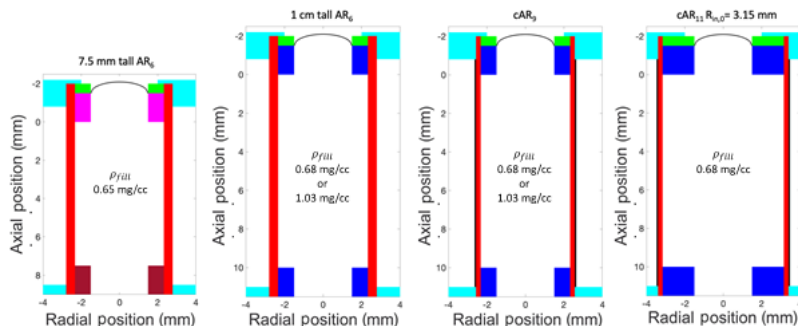 7.5 mm tall AR₆
-2
0
2
4
6
8
Axial position (mm)
ρfill
0.65 mg/cc
-4 -2 0 2 4
Radial position (mm)
1 cm tall AR₆
-2
0
2
4
6
8
10
Axial position (mm)
ρfill
0.68 mg/cc
or
1.03 mg/cc
-4 -2 0 2 4
Radial position (mm)
cAR₉
-2
0
2
4
6
8
10
Axial position (mm)
ρfill
0.68 mg/cc
or
1.03 mg/cc
-4 -2 0 2 4
Radial position (mm)
cAR₁₁ Rin,0= 3.15 mm
-2
0
2
4
6
8
10
Axial position (mm)
ρfill
0.68 mg/cc
-4 -2 0 2 4
Radial position (mm)